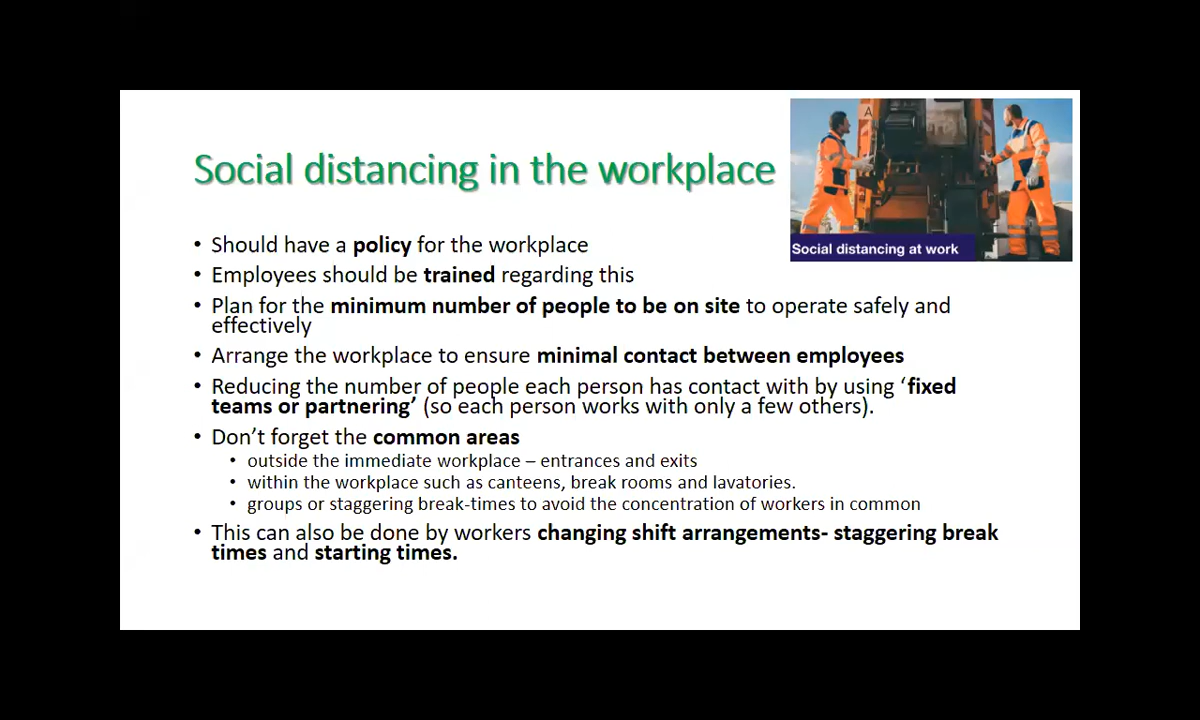 Social distancing in the workplace
A
Social distancing at work
• Should have a policy for the workplace
• Employees should be trained regarding this
• Plan for the minimum number of people to be on site to operate safely and
effectively
• Arrange the workplace to ensure minimal contact between employees
• Reducing the number of people each person has contact with by using ‘fixed
teams or partnering’ (so each person works with only a few others).
• Don’t forget the common areas
• outside the immediate workplace – entrances and exits
• within the workplace such as canteens, break rooms and lavatories.
• groups or staggering break-times to avoid the concentration of workers in common
• This can also be done by workers changing shift arrangements- staggering break
times and starting times.